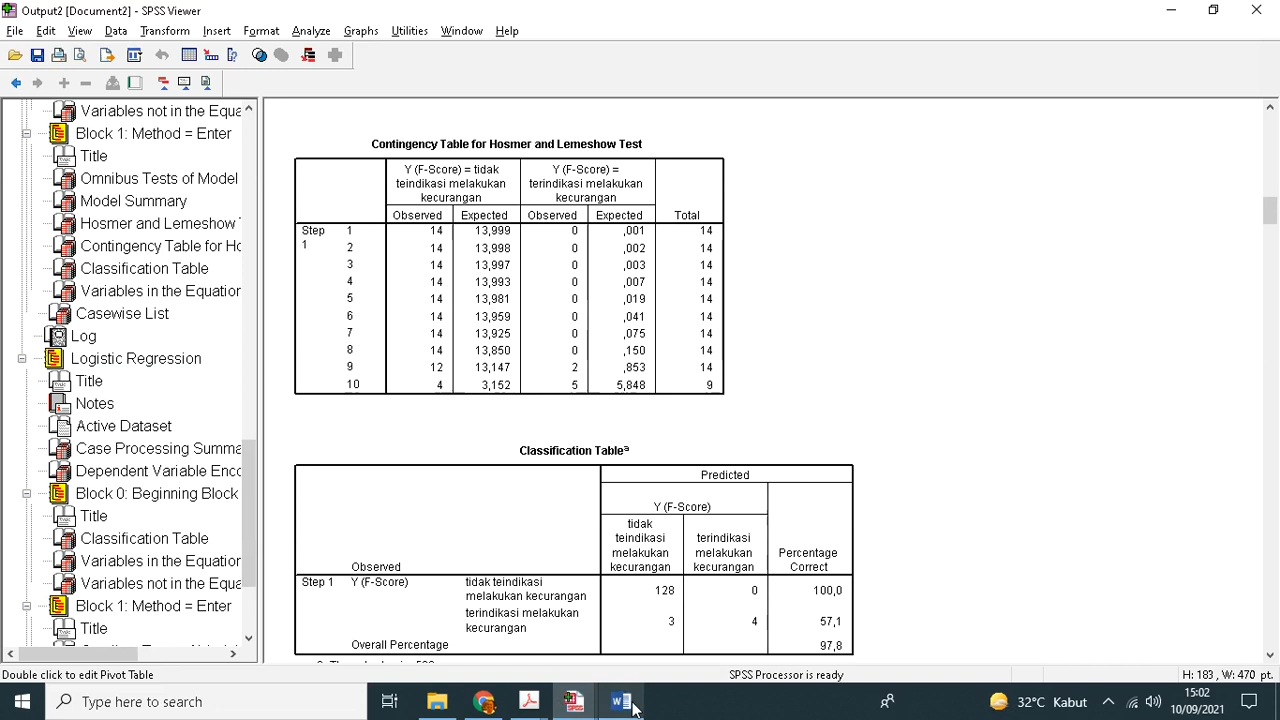 Output2 [Document2] - SPSS Viewer
File Edit View Data Transform Insert Format Analyze Graphs Utilities Window Help
Variables not in the Equa
Block 1: Method = Enter
Title
Omnibus Tests of Model
Model Summary
Hosmer and Lemeshow
Contingency Table for Ho
Classification Table
Variables in the Equation
Casewise List
Log
Logistic Regression
Title
Notes
Active Dataset
Case Processing Summa
Dependent Variable Enco
Block 0: Beginning Block
Title
Classification Table
Variables in the Equation
Variables not in the Equa
Block 1: Method = Enter
Title
Contingency Table for Hosmer and Lemeshow Test
Y (F-Score) = tidak teindikasi melakukan kecurangan
Y (F-Score) = terindikasi melakukan kecurangan
Observed Expected Observed Expected Total
Step 1 1 14 13,999 0 ,001 14
2 14 13,998 0 ,002 14
3 14 13,997 0 ,003 14
4 14 13,993 0 ,007 14
5 14 13,981 0 ,019 14
6 14 13,959 0 ,041 14
7 14 13,925 0 ,075 14
8 14 13,850 0 ,150 14
9 12 13,147 2 ,853 14
10 4 3,152 5 5,848 9
Classification Tableᵃ
Predicted
Y (F-Score)
Observed
tidak teindikasi melakukan kecurangan
terindikasi melakukan kecurangan
Percentage Correct
Step 1 Y (F-Score) tidak teindikasi melakukan kecurangan 128 0 100,0
terindikasi melakukan kecurangan 3 4 57,1
Overall Percentage 97,8
Double click to edit Pivot Table
SPSS Processor is ready
H: 183, W: 470 pt.
Type here to search
32°C Kabut
15:02
10/09/2021